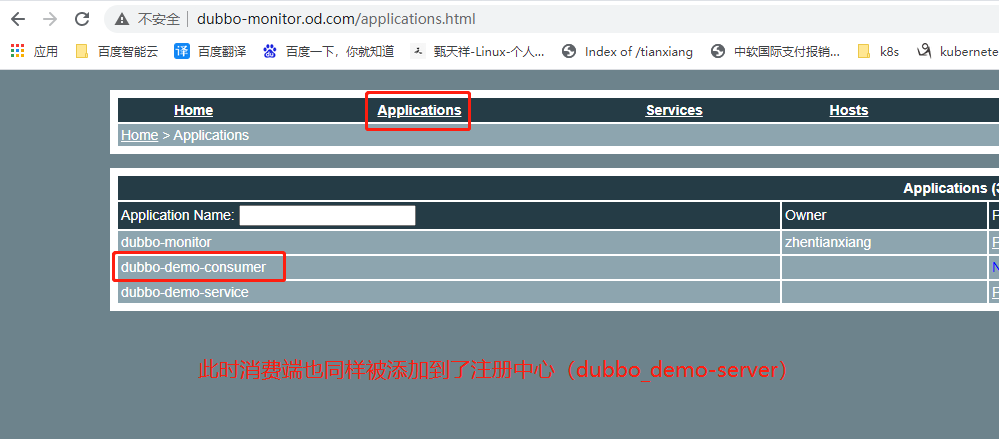 不安全 | dubbo-monitor.od.com/applications.html
应用 百度智能云 译 百度翻译 百度一下，你就知道 甄天祥-Linux-个人... Index of /tianxiang 中软国际支付报销... k8s kubernete
Home Applications Services Hosts
Home > Applications
Applications (3
Application Name: Owner P
dubbo-monitor zhentianxiang P
dubbo-demo-consumer N
dubbo-demo-service P
此时消费端也同样被添加到了注册中心（dubbo_demo-server）